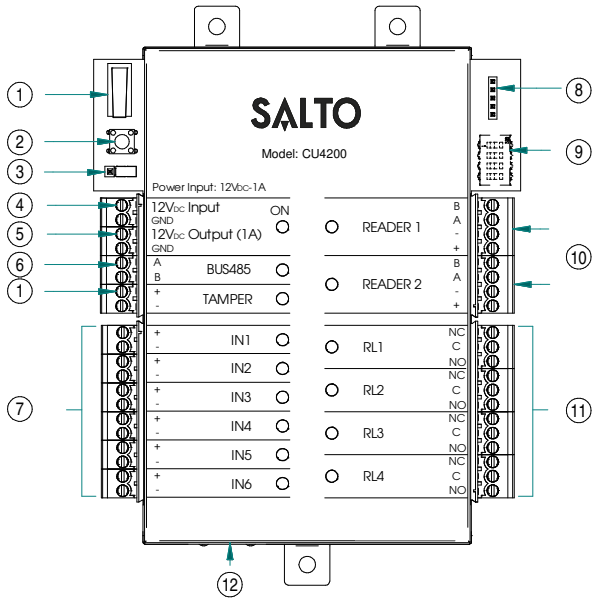 SALTO
Model: CU4200
Power Input: 12VDC-1A
1
2
3
4
5
6
1
7
8
9
10
11
12
12VDC Input
GND
12VDC Output (1A)
GND
ON
A
B
BUS485
+
-
TAMPER
+
-
IN1
+
-
IN2
+
-
IN3
+
-
IN4
+
-
IN5
+
-
IN6
READER 1
B
A
-
+
READER 2
B
A
-
+
RL1
NC
C
NO
RL2
NC
C
NO
RL3
NC
C
NO
RL4
NC
C
NO